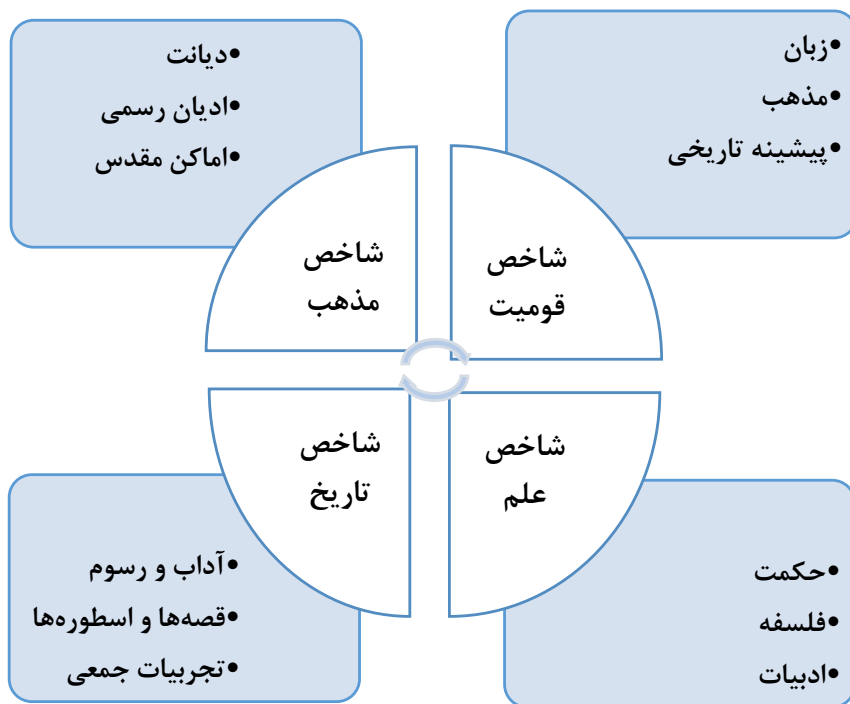 •زبان
•مذهب
•پیشینه تاریخی
شاخص
قومیت
•دیانت
•ادیان رسمی
•اماکن مقدس
شاخص
مذهب
شاخص
علم
•حکمت
•فلسفه
•ادبیات
شاخص
تاریخ
•آداب و رسوم
•قصه‌ها و اسطوره‌ها
•تجربیات جمعی